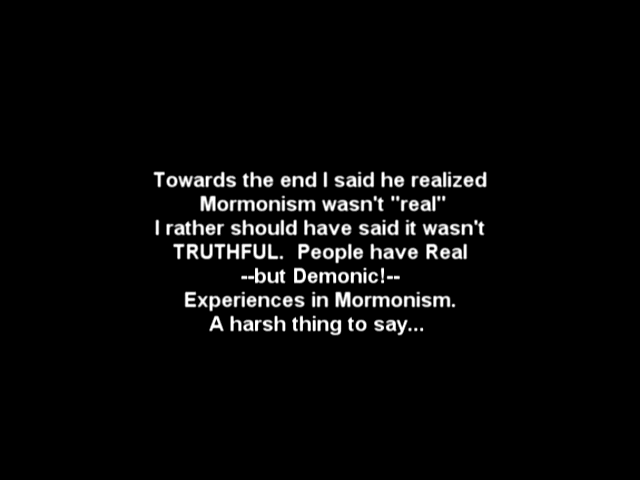 Towards the end I said he realized
Mormonism wasn't "real"
I rather should have said it wasn't
TRUTHFUL.  People have Real
--but Demonic!--
Experiences in Mormonism.
A harsh thing to say...